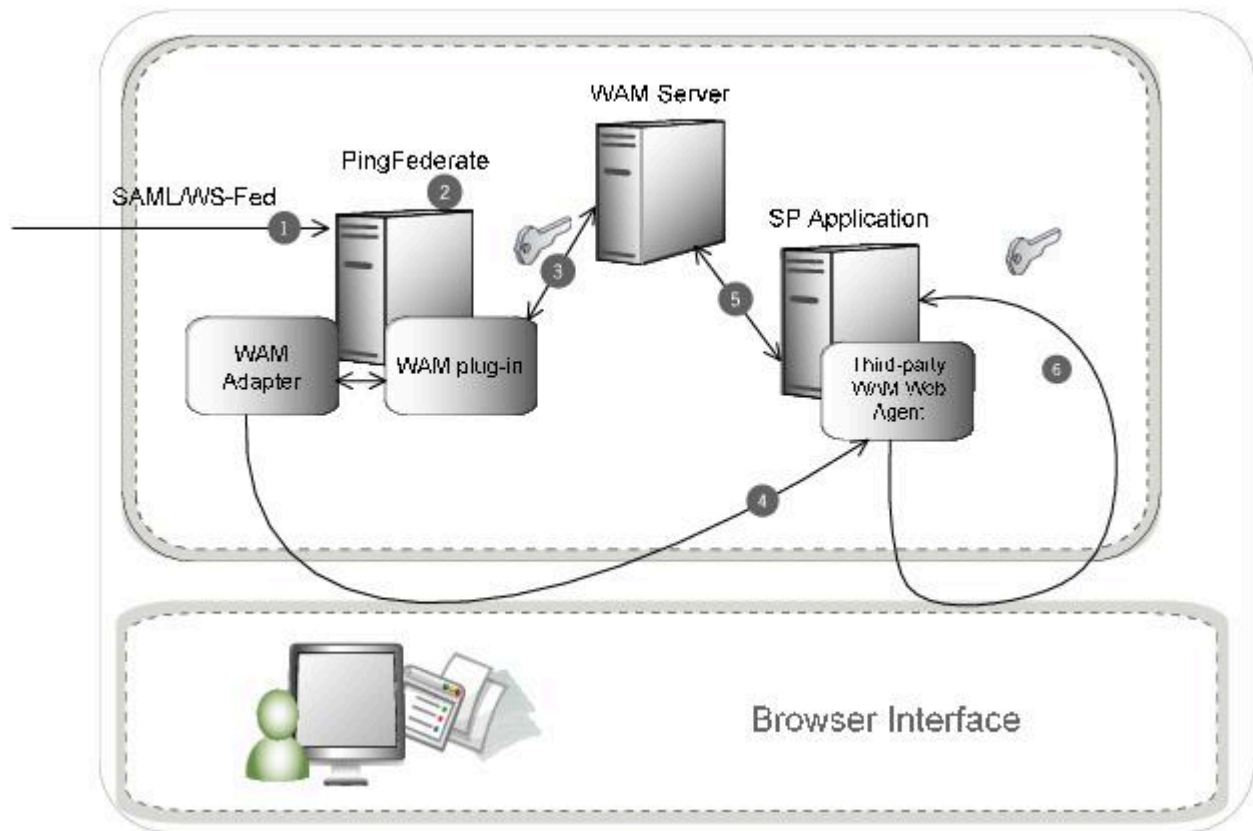 WAM Server
PingFederate
2
SAML/WS-Fed
1
SP Application
3
5
WAM
Adapter
WAM plug-in
Third-party
WAM Web
Agent
6
4
Browser Interface